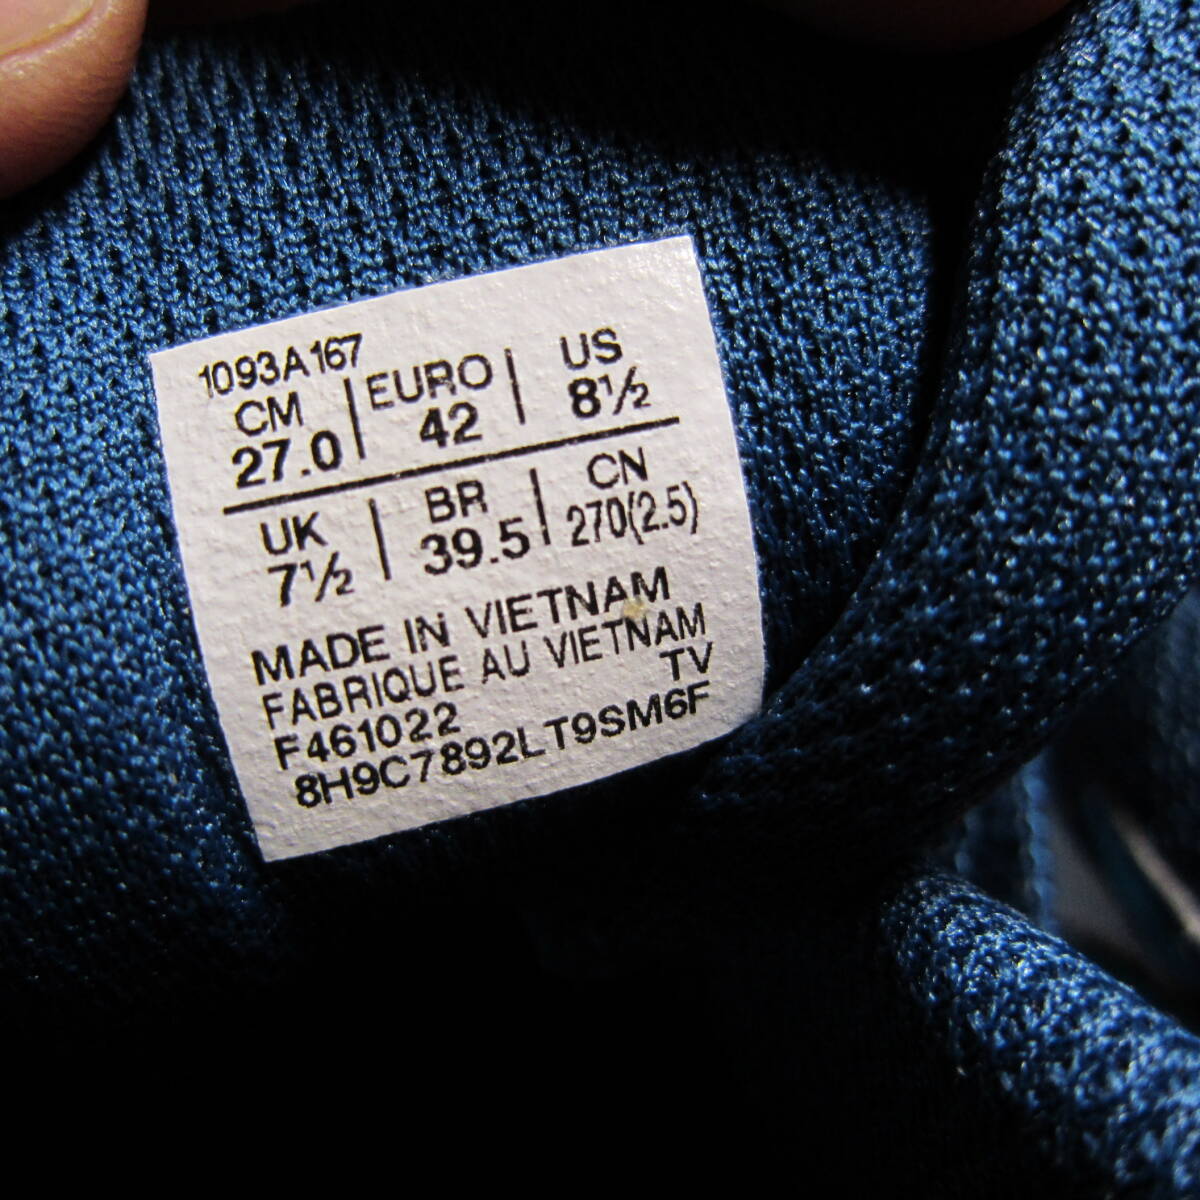 1093A167
CM | EURO | US
27.0 | 42 | 8½
UK | BR | CN
7½ | 39.5 | 270(2.5)
MADE IN VIETNAM
FABRIQUE AU VIETNAM
TV
F461022
8H9C7892LT9SM6F